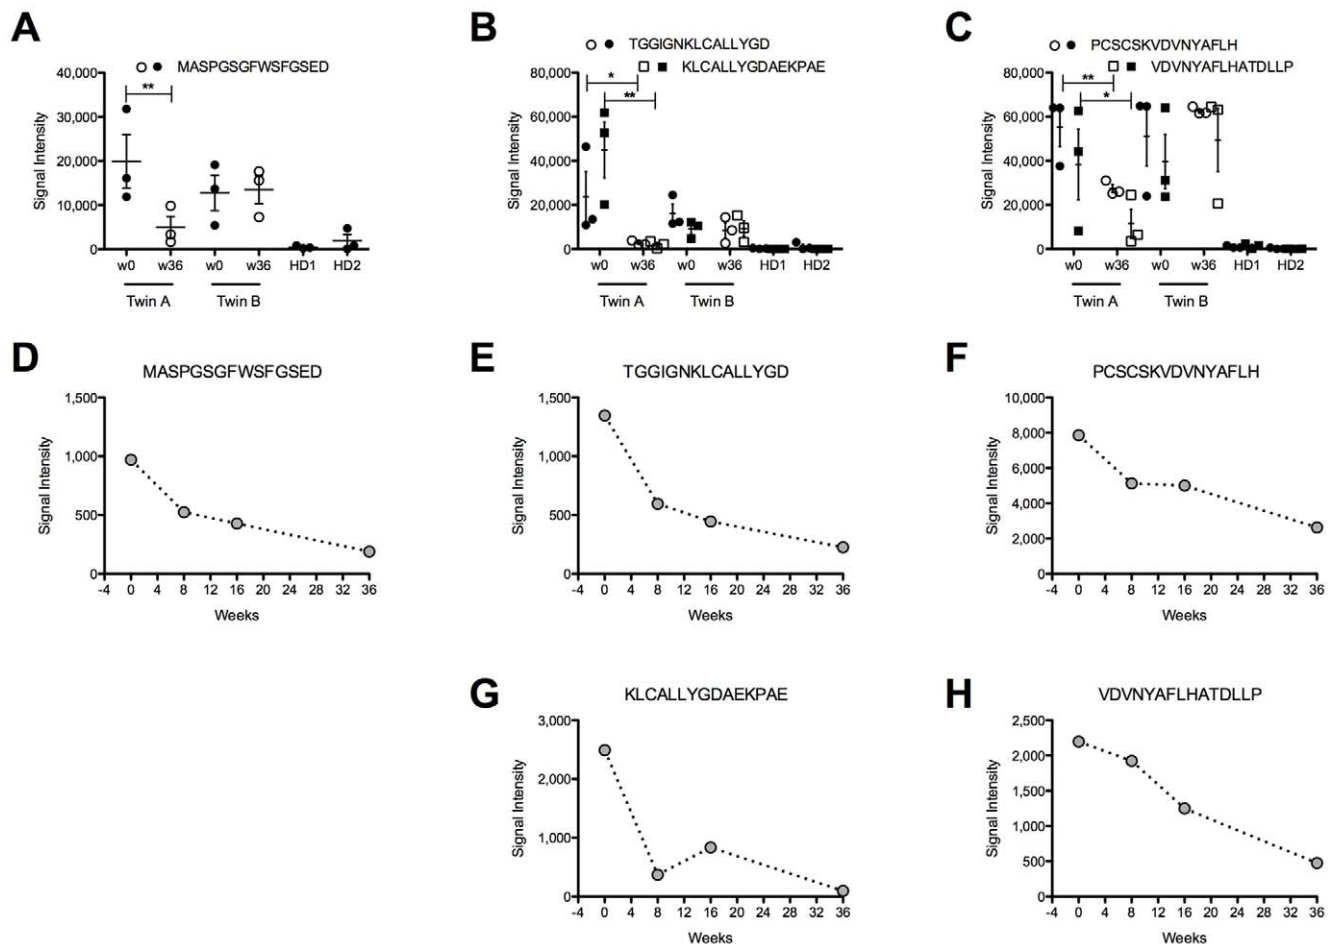 A
MASPGSGFWSFGSED
**
40,000
30,000
20,000
10,000
0
Signal Intensity
w0 w36 w0 w36 HD1 HD2
Twin A Twin B
B
TGGIGNKLCALLYGD
KLCALLYGDAEKPAE
*
**
80,000
60,000
40,000
20,000
0
Signal Intensity
w0 w36 w0 w36 HD1 HD2
Twin A Twin B
C
PCSCSKVDVNYAFLH
VDVNYAFLHATDLLP
**
*
80,000
60,000
40,000
20,000
0
Signal Intensity
w0 w36 w0 w36 HD1 HD2
Twin A Twin B
D
MASPGSGFWSFGSED
1,500
1,000
500
0
Signal Intensity
-4 0 4 8 12 16 20 24 28 32 36
Weeks
E
TGGIGNKLCALLYGD
1,500
1,000
500
0
Signal Intensity
-4 0 4 8 12 16 20 24 28 32 36
Weeks
F
PCSCSKVDVNYAFLH
10,000
8,000
6,000
4,000
2,000
0
Signal Intensity
-4 0 4 8 12 16 20 24 28 32 36
Weeks
G
KLCALLYGDAEKPAE
3,000
2,000
1,000
0
Signal Intensity
-4 0 4 8 12 16 20 24 28 32 36
Weeks
H
VDVNYAFLHATDLLP
2,500
2,000
1,500
1,000
500
0
Signal Intensity
-4 0 4 8 12 16 20 24 28 32 36
Weeks